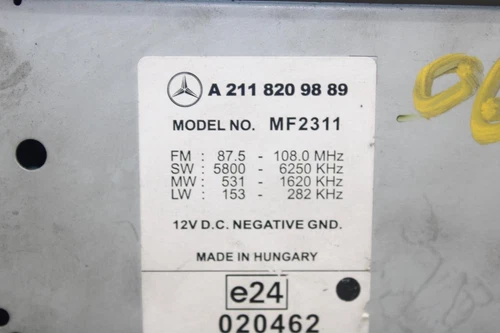 A 211 820 98 89
MODEL NO. MF2311
FM : 87.5 - 108.0 MHz
SW : 5800 - 6250 KHz
MW : 531 - 1620 KHz
LW : 153 - 282 KHz
12V D.C. NEGATIVE GND.
MADE IN HUNGARY
e24
020462